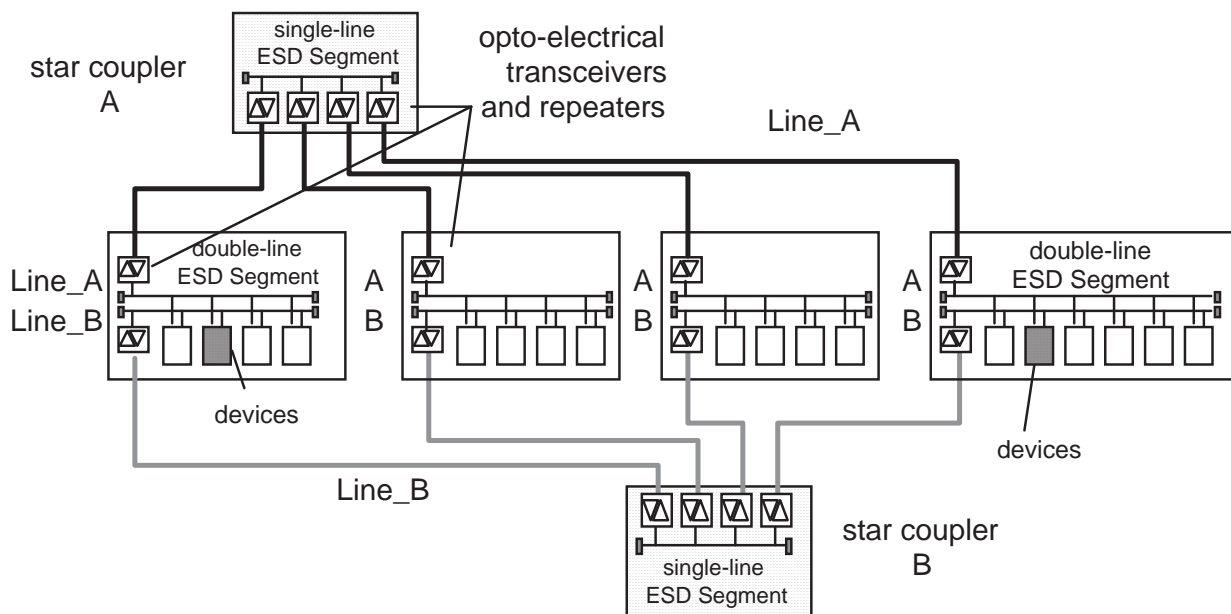 single-line
ESD Segment
star coupler
A
opto-electrical
transceivers
and repeaters
Line_A
double-line
ESD Segment
Line_A
Line_B
A
B
A
B
double-line
ESD Segment
A
B
devices
devices
Line_B
single-line
ESD Segment
star coupler
B